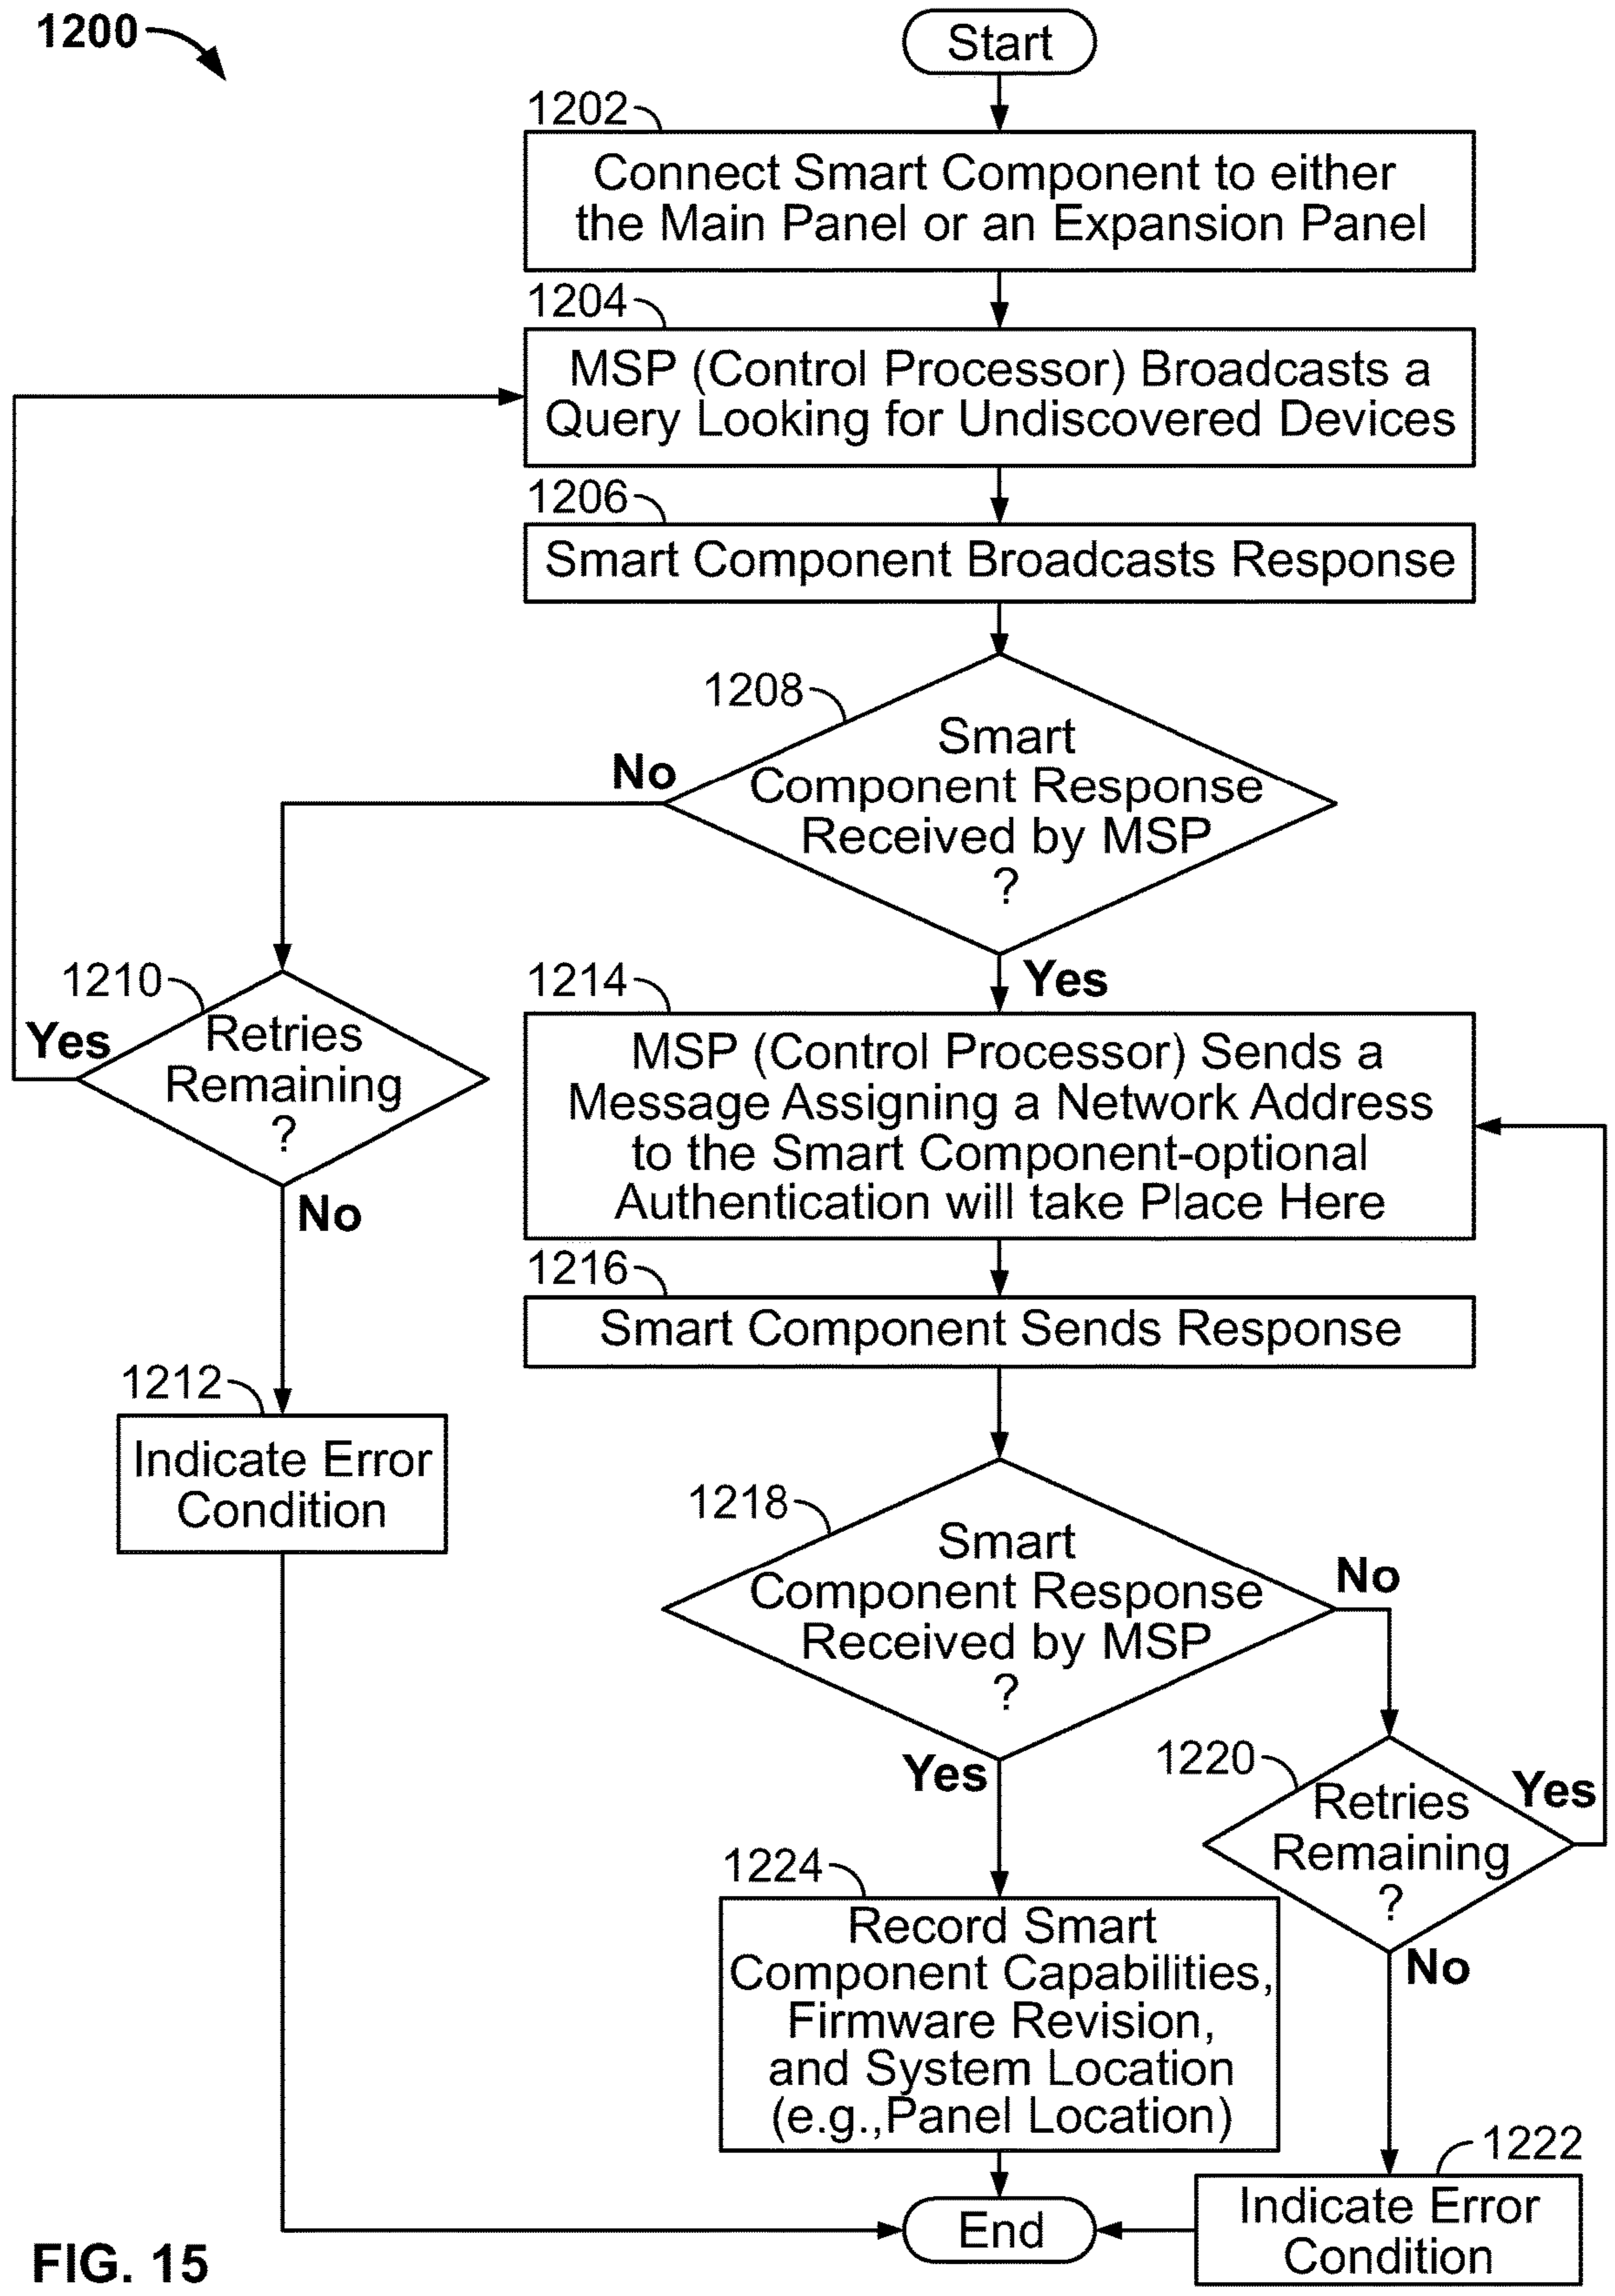 1200
Start
1202
Connect Smart Component to either
the Main Panel or an Expansion Panel
1204
MSP (Control Processor) Broadcasts a
Query Looking for Undiscovered Devices
1206
Smart Component Broadcasts Response
1208
Smart
Component Response
Received by MSP
?
No
Yes
1210
Retries
Remaining
?
Yes
No
1212
Indicate Error
Condition
1214
MSP (Control Processor) Sends a
Message Assigning a Network Address
to the Smart Component-optional
Authentication will take Place Here
1216
Smart Component Sends Response
1218
Smart
Component Response
Received by MSP
?
No
Yes
1220
Retries
Remaining
?
Yes
No
1224
Record Smart
Component Capabilities,
Firmware Revision,
and System Location
(e.g.,Panel Location)
1222
Indicate Error
Condition
End
FIG. 15